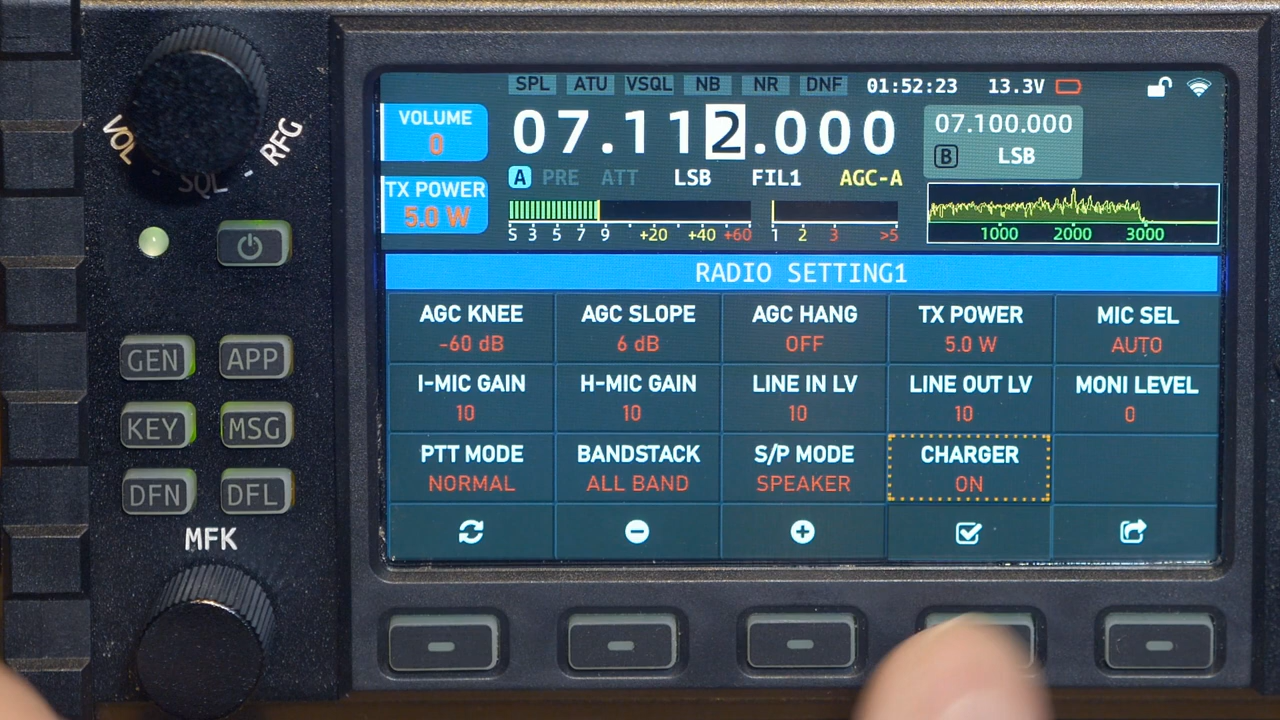 VOL
RFG
SQL
GEN
APP
KEY
MSG
DFN
DFL
MFK
SPL ATU VSQL NB NR DNF 01:52:23 13.3V
VOLUME
0
07.112.000
07.100.000
B LSB
TX POWER
5.0 W
A PRE ATT LSB FIL1 AGC-A
S 3 5 7 9 +20 +40 +60 1 2 3 >5
1000 2000 3000
RADIO SETTING1
AGC KNEE AGC SLOPE AGC HANG TX POWER MIC SEL
-60 dB 6 dB OFF 5.0 W AUTO
I-MIC GAIN H-MIC GAIN LINE IN LV LINE OUT LV MONI LEVEL
10 10 10 10 0
PTT MODE BANDSTACK S/P MODE CHARGER
NORMAL ALL BAND SPEAKER ON